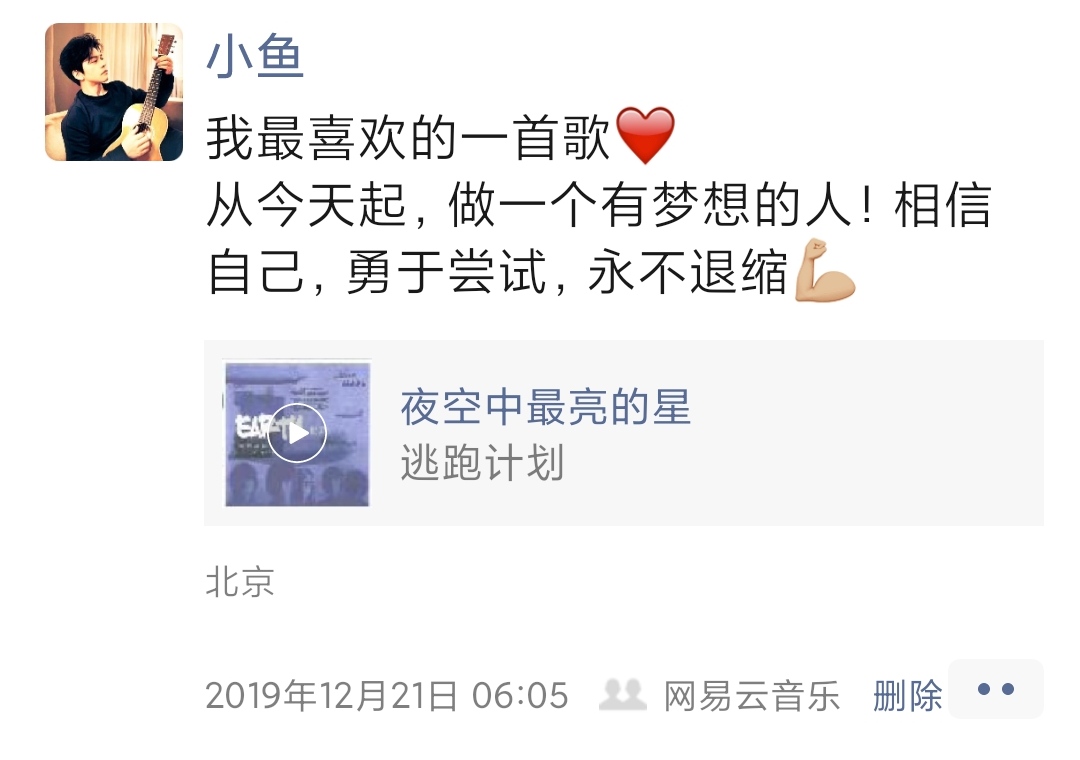 小鱼
我最喜欢的一首歌❤️
从今天起，做一个有梦想的人！相信
自己，勇于尝试，永不退缩💪🏼
EARTH
夜空中最亮的星
逃跑计划
北京
2019年12月21日 06:05 网易云音乐 删除